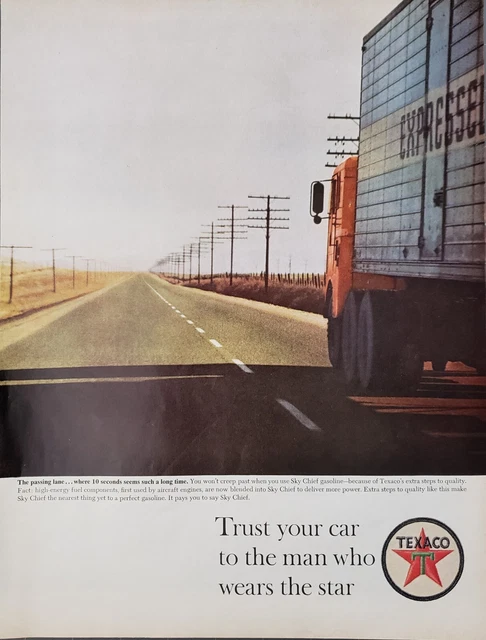 EXPRESSE
The passing lane...where 10 seconds seems such a long time. You won't creep past when you use Sky Chief gasoline—because of Texaco's extra steps to quality.
Fact: high-energy fuel components, first used by aircraft engines, are now blended into Sky Chief to deliver more power. Extra steps to quality like this make
Sky Chief the nearest thing yet to a perfect gasoline. It pays you to say Sky Chief.
Trust your car
to the man who
wears the star
TEXACO
T